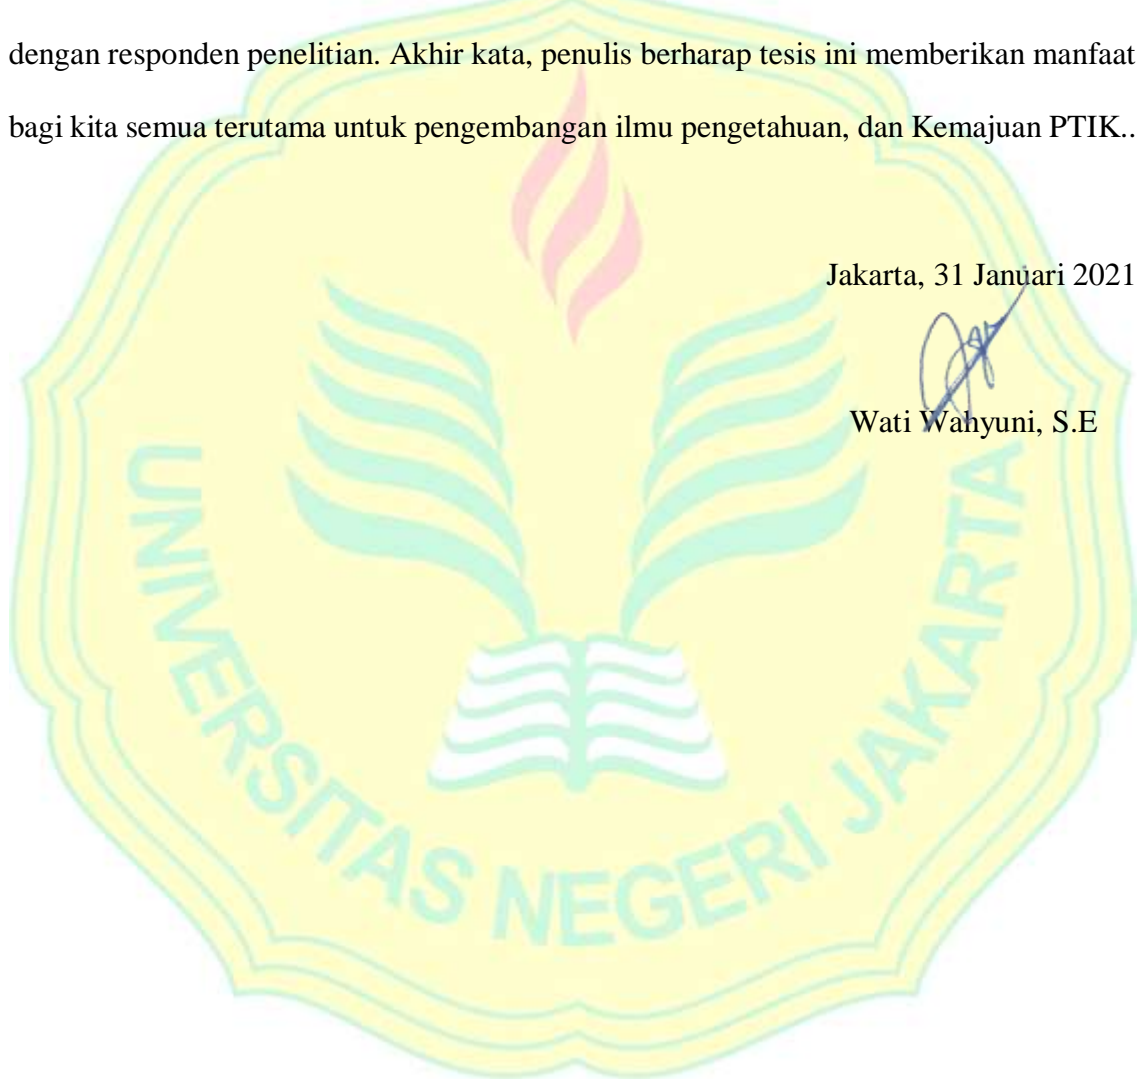 dengan responden penelitian. Akhir kata, penulis berharap tesis ini memberikan manfaat
bagi kita semua terutama untuk pengembangan ilmu pengetahuan, dan Kemajuan PTIK..
Jakarta, 31 Januari 2021
Wati Wahyuni, S.E
UNIVERSITAS NEGERI JAKARTA